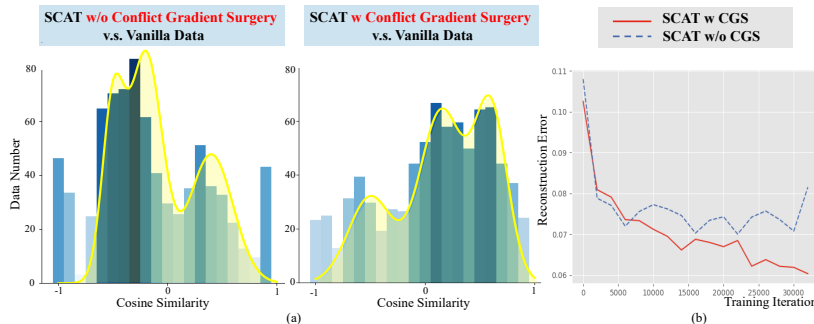 SCAT w/o Conflict Gradient Surgery
v.s. Vanilla Data
SCAT w Conflict Gradient Surgery
v.s. Vanilla Data
SCAT w CGS
SCAT w/o CGS
Data Number
80
60
40
20
0
-1
0
1
Cosine Similarity
80
60
40
20
0
-1
0
1
Cosine Similarity
(a)
Reconstruction Error
0.11
0.10
0.09
0.08
0.07
0.06
0
5000
10000
15000
20000
25000
30000
Training Iteration
(b)